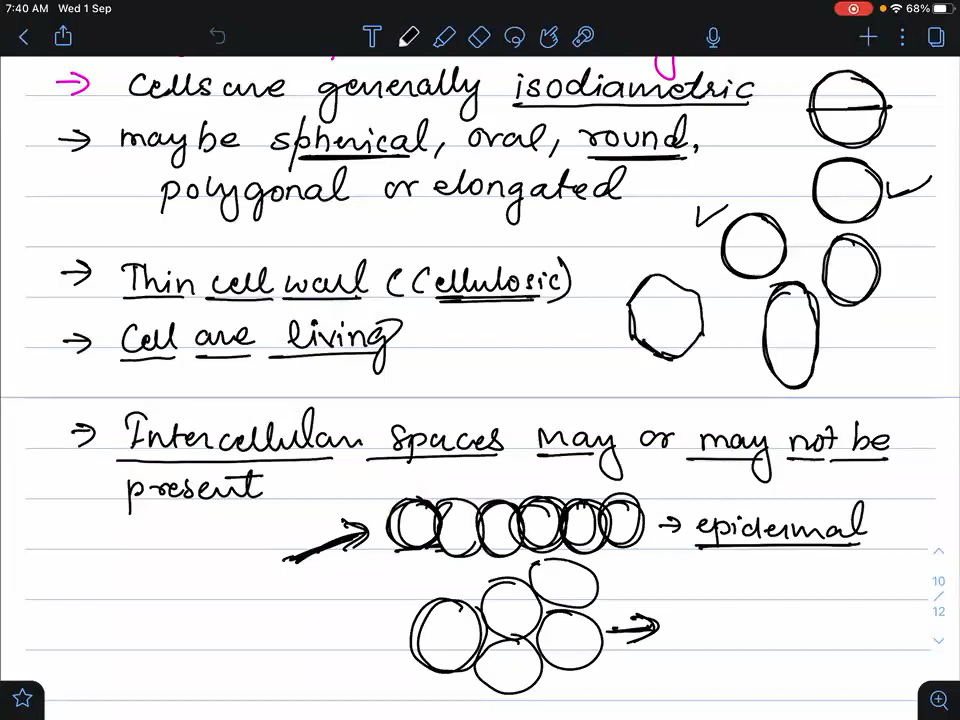 7:40 AM Wed 1 Sep
68%
→ Cells are generally isodiametric
→ may be spherical, oval, round,
polygonal or elongated
→ Thin cell wall (Cellulosic)
→ Cell are living
→ Intercellular spaces may or may not be
present
→ epidermal
10
/
12